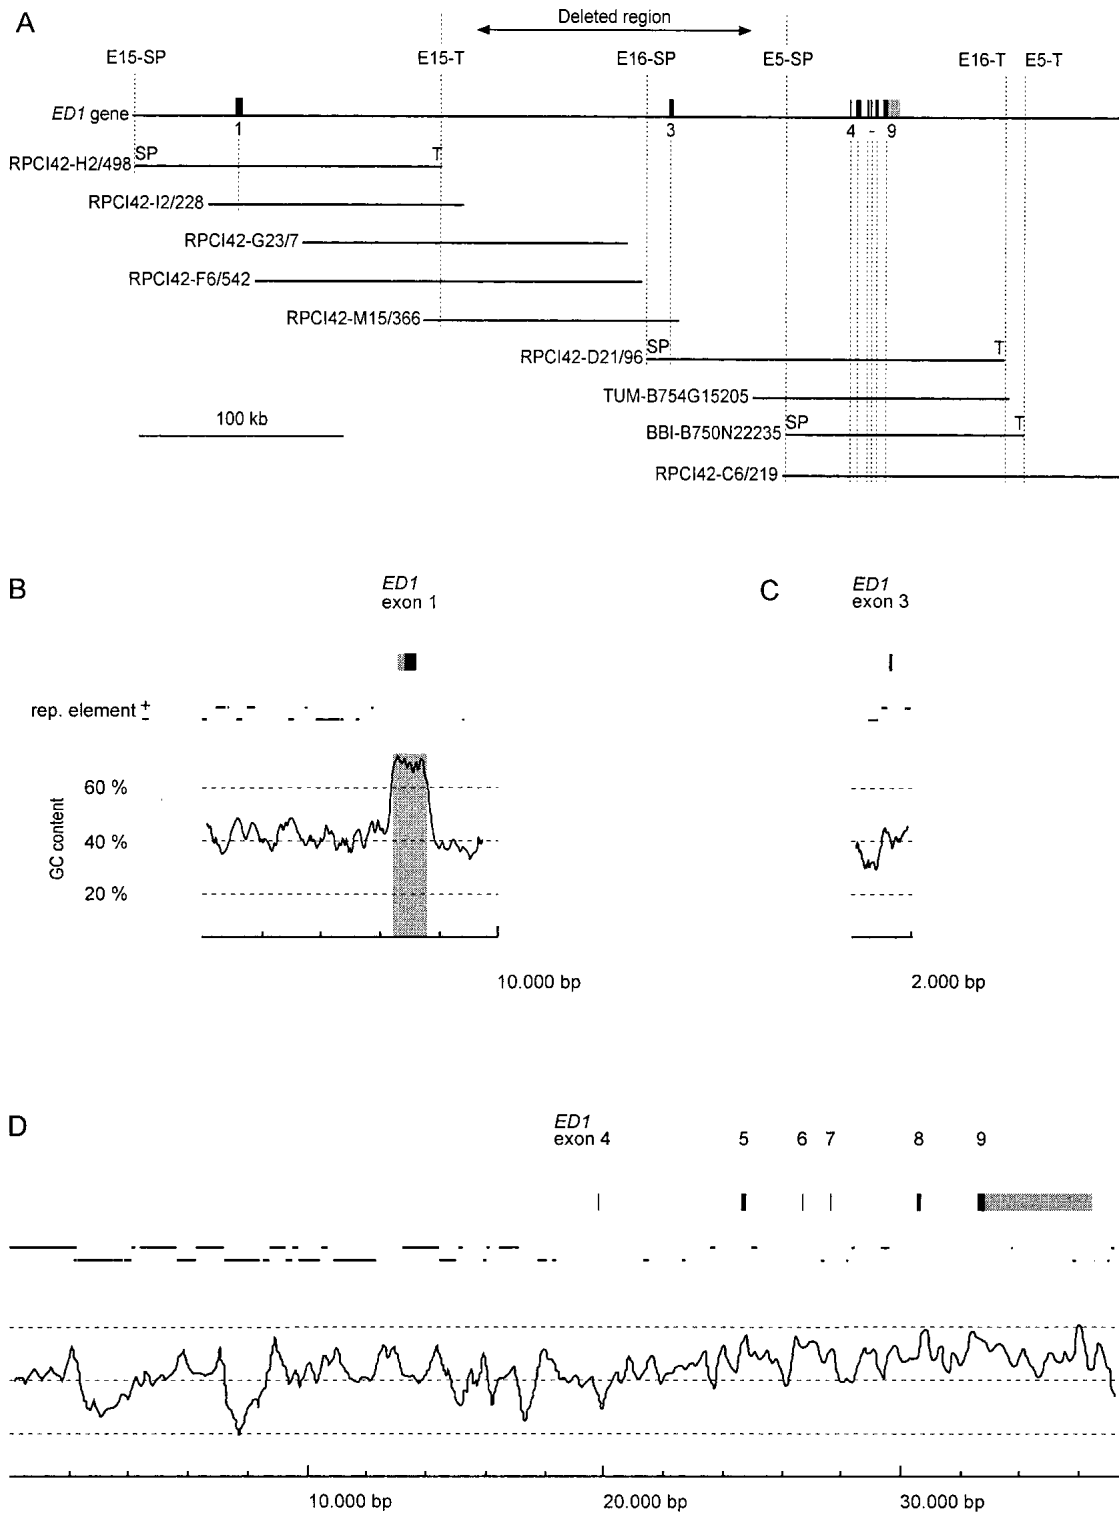 A
Deleted region
E15-SP E15-T E16-SP E5-SP E16-T E5-T
ED1 gene
1 3 4 - 9
SP T
RPCI42-H2/498
RPCI42-I2/228
RPCI42-G23/7
RPCI42-F6/542
RPCI42-M15/366
SP T
RPCI42-D21/96
TUM-B754G15205
100 kb
SP T
BBI-B750N22235
RPCI42-C6/219
B
ED1
exon 1
rep. element +
–
GC content
60 %
40 %
20 %
10.000 bp
C
ED1
exon 3
2.000 bp
D
ED1
exon 4 5 6 7 8 9
10.000 bp 20.000 bp 30.000 bp